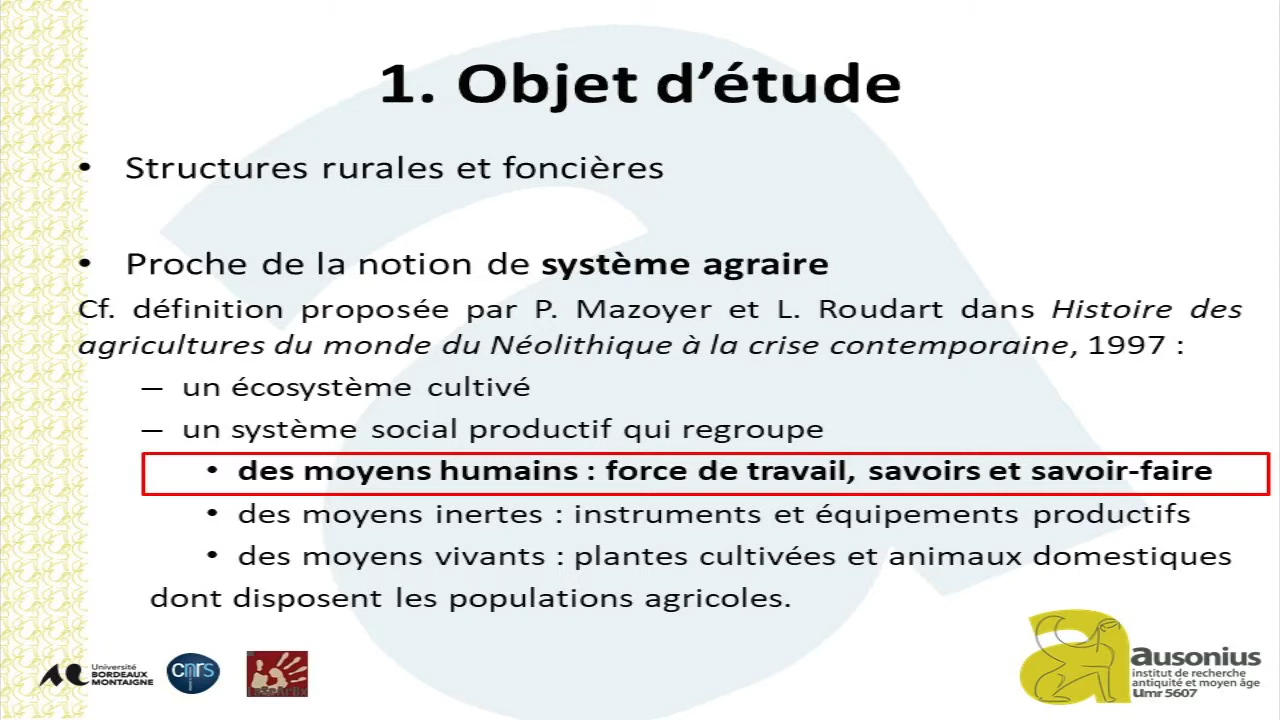 1. Objet d’étude
• Structures rurales et foncières
• Proche de la notion de système agraire
Cf. définition proposée par P. Mazoyer et L. Roudart dans Histoire des
agricultures du monde du Néolithique à la crise contemporaine, 1997 :
– un écosystème cultivé
– un système social productif qui regroupe
• des moyens humains : force de travail, savoirs et savoir-faire
• des moyens inertes : instruments et équipements productifs
• des moyens vivants : plantes cultivées et animaux domestiques
dont disposent les populations agricoles.
Université
BORDEAUX
MONTAIGNE
cnrs
ausonius
institut de recherche
antiquité et moyen âge
umr 5607